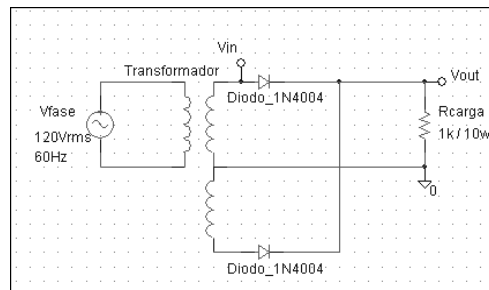 Vin
Transformador
Vout
Diodo_1N4004
Vfase
120Vrms
60Hz
Rcarga
1k / 10w
0
Diodo_1N4004